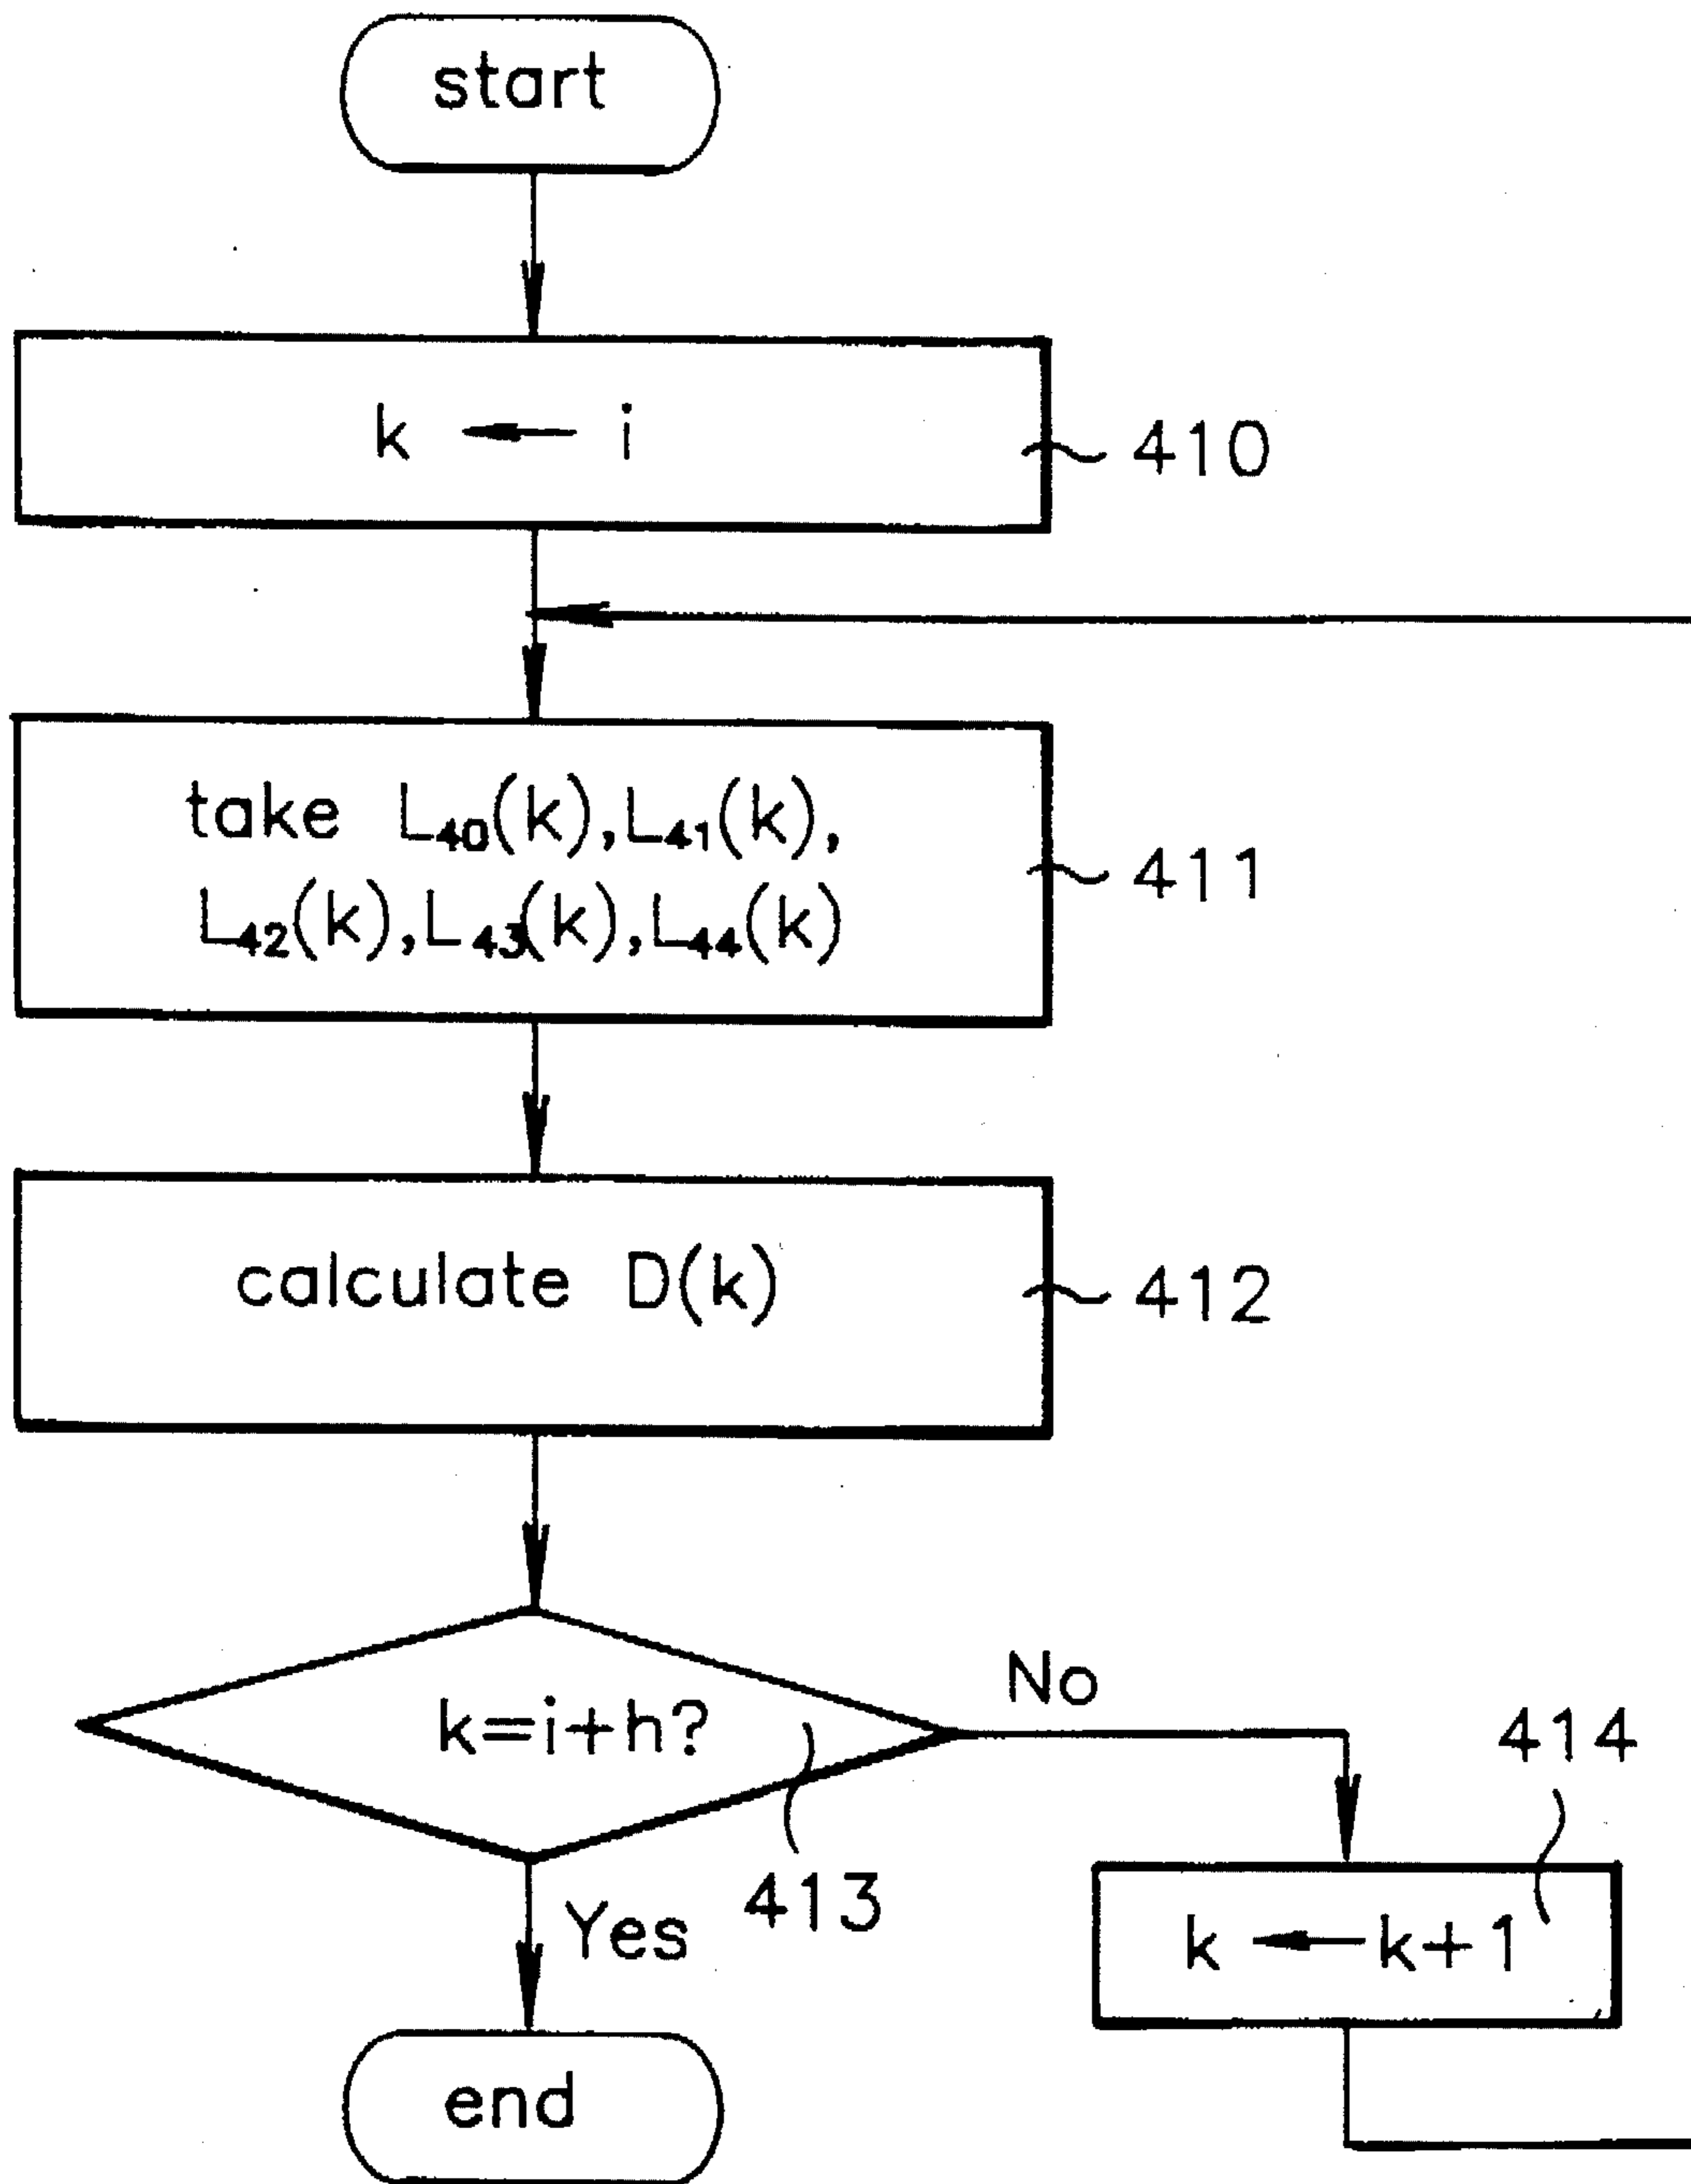 start
k ← i
410
take L₄₀(k),L₄₁(k),
L₄₂(k),L₄₃(k),L₄₄(k)
411
calculate D(k)
412
k=i+h?
No
413
414
Yes
k ← k+1
end